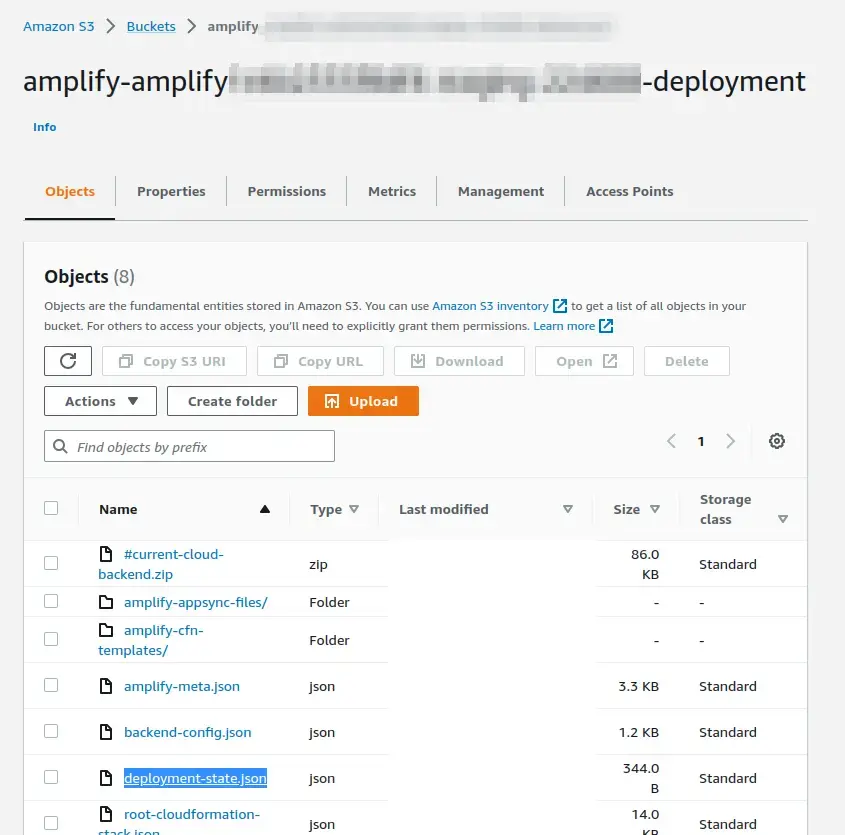 Amazon S3 > Buckets > amplify
amplify-amplify -deployment
Info
Objects Properties Permissions Metrics Management Access Points
Objects (8)
Objects are the fundamental entities stored in Amazon S3. You can use Amazon S3 inventory to get a list of all objects in your
bucket. For others to access your objects, you'll need to explicitly grant them permissions. Learn more
Copy S3 URI Copy URL Download Open Delete
Actions Create folder Upload
Find objects by prefix
1
Name Type Last modified Size Storage
class
#current-cloud-
backend.zip
zip
86.0
KB
Standard
amplify-appsync-files/ Folder - -
amplify-cfn-
templates/
Folder - -
amplify-meta.json json 3.3 KB Standard
backend-config.json json 1.2 KB Standard
deployment-state.json json
344.0
B
Standard
root-cloudformation-
stack.json
json
14.0
KB
Standard